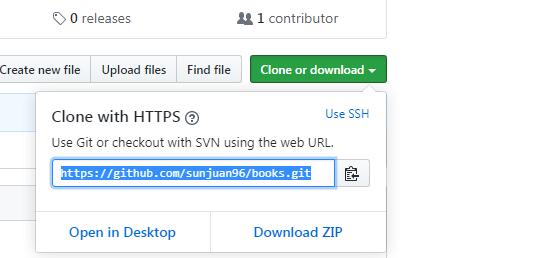 0 releases
1 contributor
Create new file
Upload files
Find file
Clone or download
Clone with HTTPS
Use SSH
Use Git or checkout with SVN using the web URL.
https://github.com/sunjuan96/books.git
Open in Desktop
Download ZIP